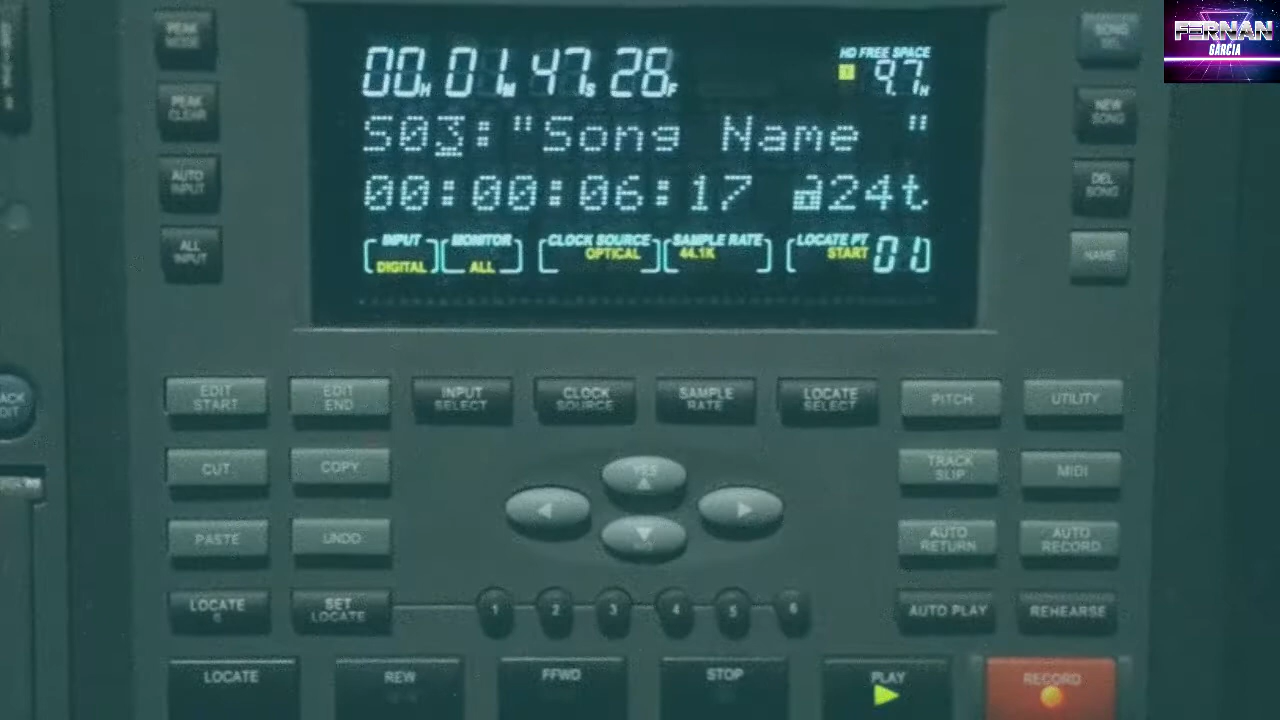 FERNAN
GARCIA
PEAK
MODE
PEAK
CLEAR
AUTO
INPUT
ALL
INPUT
00H 01M 47S 26F
HD FREE SPACE
97H
S03:"Song Name "
00:00:06:17 24t
INPUT MONITOR CLOCK SOURCE SAMPLE RATE LOCATE PT
DIGITAL ALL OPTICAL 44.1K START 01
SONG
SEL
NEW
SONG
DEL
SONG
NAME
EDIT
START
EDIT
END
INPUT
SELECT
CLOCK
SOURCE
SAMPLE
RATE
LOCATE
SELECT
PITCH
UTILITY
CUT
COPY
YES
TRACK
SLIP
MIDI
PASTE
UNDO
AUTO
RETURN
AUTO
RECORD
LOCATE
SET
LOCATE
1 2 3 4 5 6
AUTO PLAY
REHEARSE
LOCATE
REW
FFWD
STOP
PLAY
RECORD